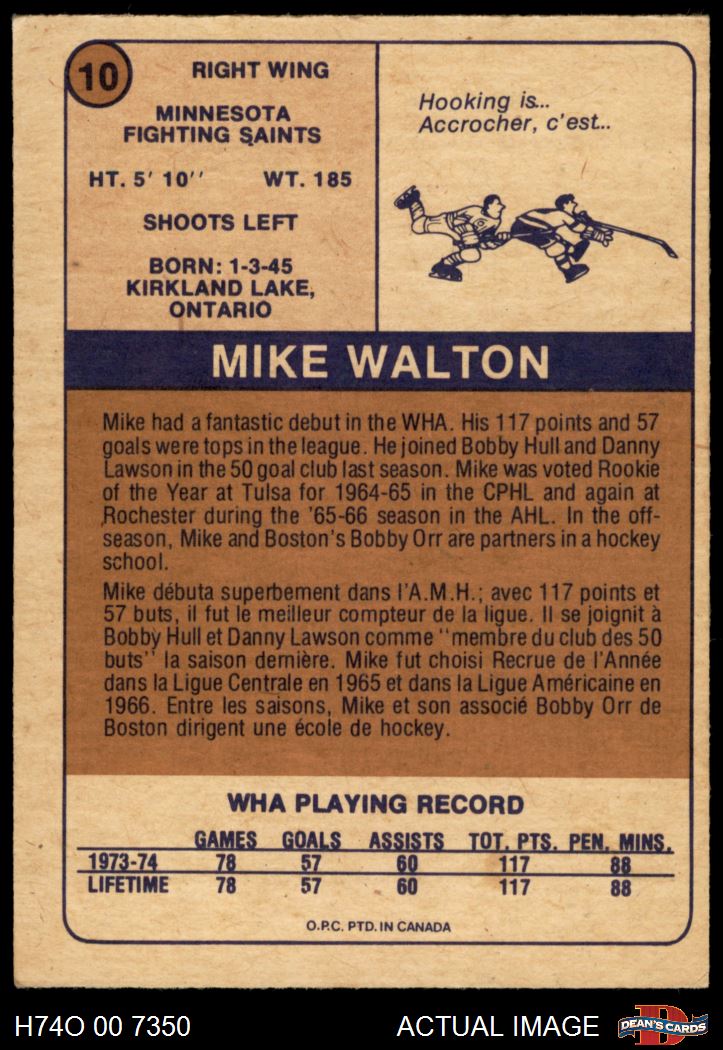 10
RIGHT WING
MINNESOTA
FIGHTING SAINTS
HT. 5' 10'' WT. 185
SHOOTS LEFT
BORN: 1-3-45
KIRKLAND LAKE,
ONTARIO
Hooking is...
Accrocher, c'est...
MIKE WALTON
Mike had a fantastic debut in the WHA. His 117 points and 57
goals were tops in the league. He joined Bobby Hull and Danny
Lawson in the 50 goal club last season. Mike was voted Rookie
of the Year at Tulsa for 1964-65 in the CPHL and again at
Rochester during the '65-66 season in the AHL. In the off-
season, Mike and Boston's Bobby Orr are partners in a hockey
school.
Mike débuta superbement dans l'A.M.H.; avec 117 points et
57 buts, il fut le meilleur compteur de la ligue. Il se joignit à
Bobby Hull et Danny Lawson comme ''membre du club des 50
buts'' la saison dernière. Mike fut choisi Recrue de l'Année
dans la Ligue Centrale en 1965 et dans la Ligue Américaine en
1966. Entre les saisons, Mike et son associé Bobby Orr de
Boston dirigent une école de hockey.
WHA PLAYING RECORD
GAMES GOALS ASSISTS TOT. PTS. PEN. MINS.
1973-74 78 57 60 117 88
LIFETIME 78 57 60 117 88
O.P.C. PTD. IN CANADA
H74O 00 7350 ACTUAL IMAGE DEAN'S CARDS